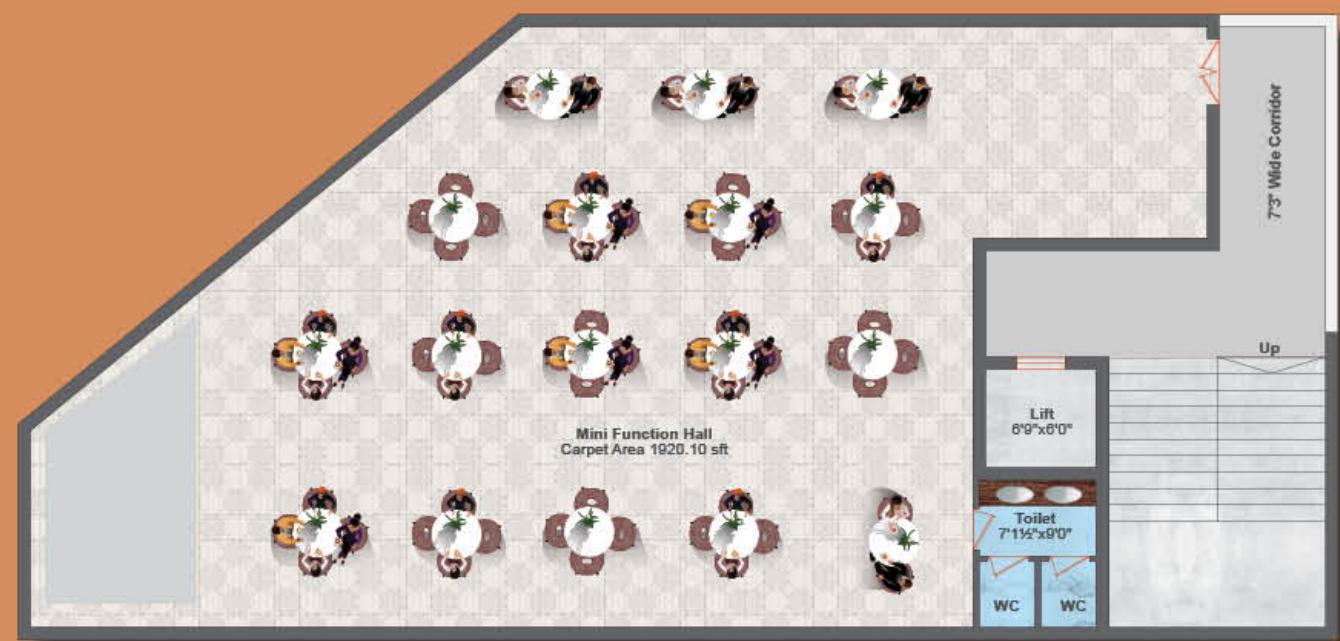 7'3" Wide Corridor
Up
Lift
6'9"x6'0"
Mini Function Hall
Carpet Area 1920.10 sft
Toilet
7'1½"x9'0"
WC
WC